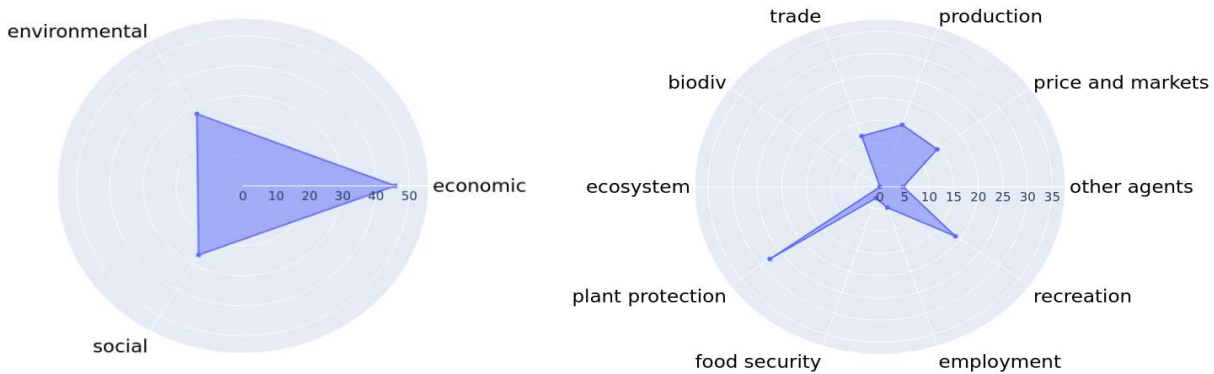 environmental
0 10 20 30 40 50
economic
social
trade
production
biodiv
price and markets
ecosystem
0 5 10 15 20 25 30 35
other agents
plant protection
recreation
food security
employment